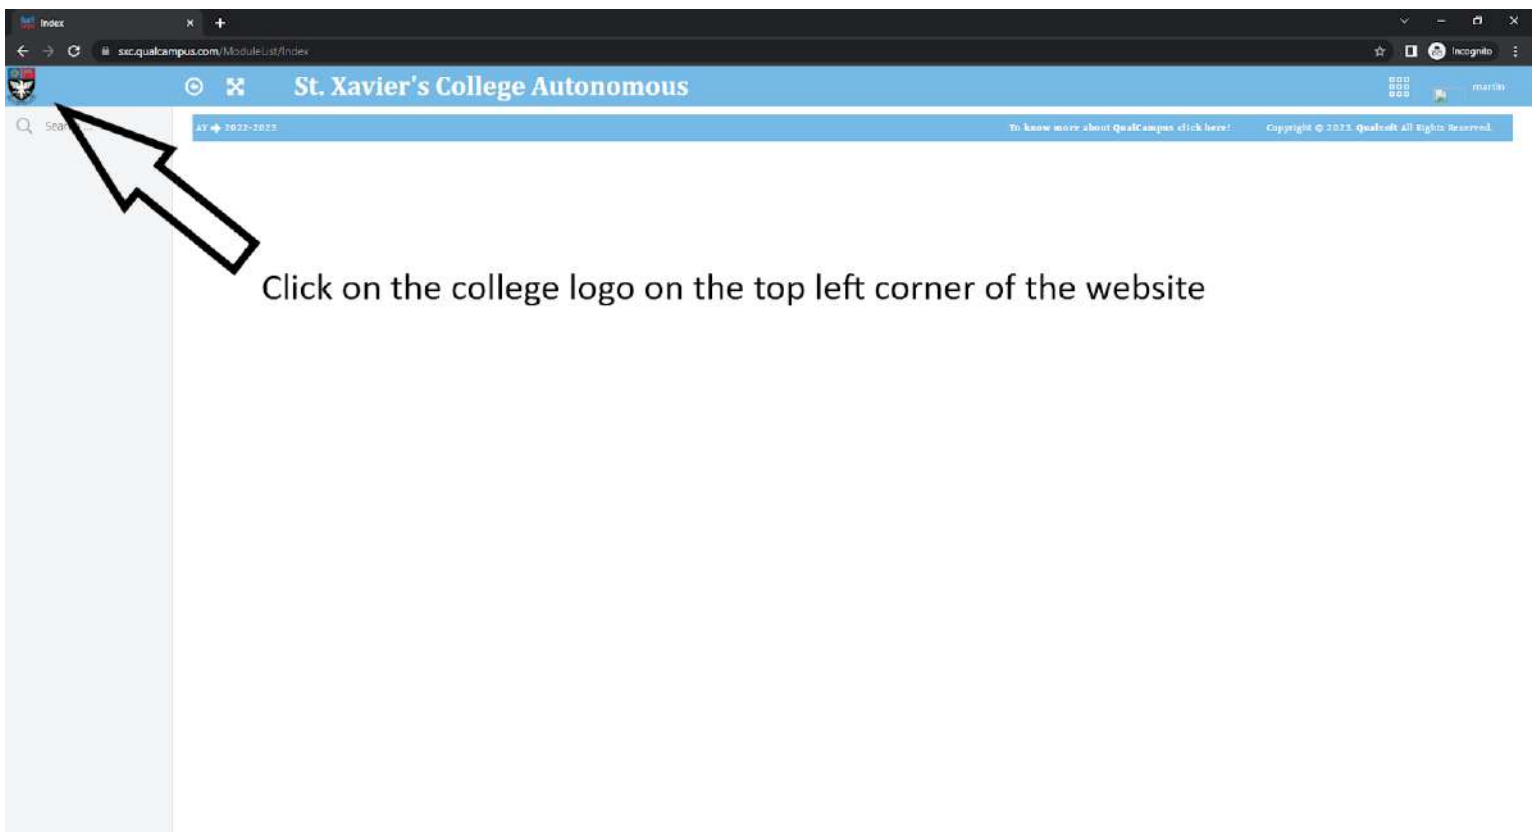 Index
sxc.qualcampus.com/ModuleList/Index
Incognito
St. Xavier's College Autonomous
martin
Search...
AY 2022-2023
To know more about QualCampus click here!
Copyright © 2023. Qualsoft All Rights Reserved.
Click on the college logo on the top left corner of the website